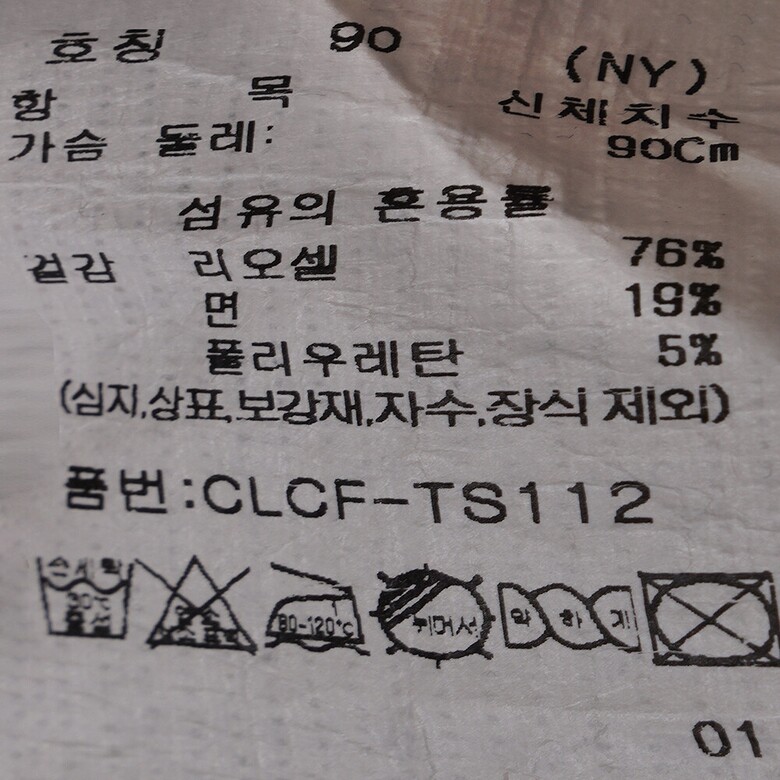 호칭 90
(NY)
항 목 신체치수
가슴 둘레: 90Cm
섬유의 혼용률
겉감 리오셀 76%
면 19%
폴리우레탄 5%
(심지,상표,보강재,자수,장식 제외)
품번:CLCF-TS112
손세탁 30℃ 중성
80-120℃
뉘어서
약하게
01